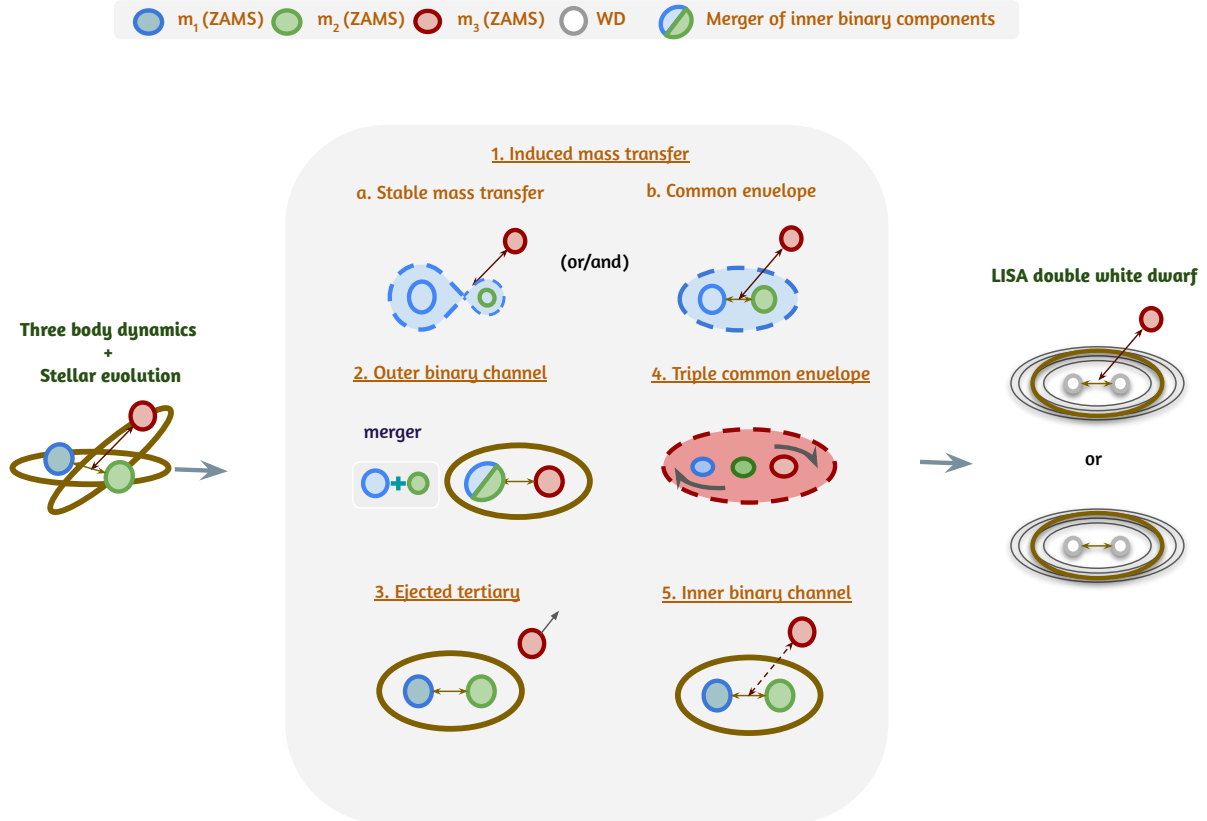 m1 (ZAMS) m2 (ZAMS) m3 (ZAMS) WD Merger of inner binary components
1. Induced mass transfer
a. Stable mass transfer
b. Common envelope
(or/and)
Three body dynamics
+
Stellar evolution
2. Outer binary channel
merger
4. Triple common envelope
3. Ejected tertiary
5. Inner binary channel
LISA double white dwarf
or